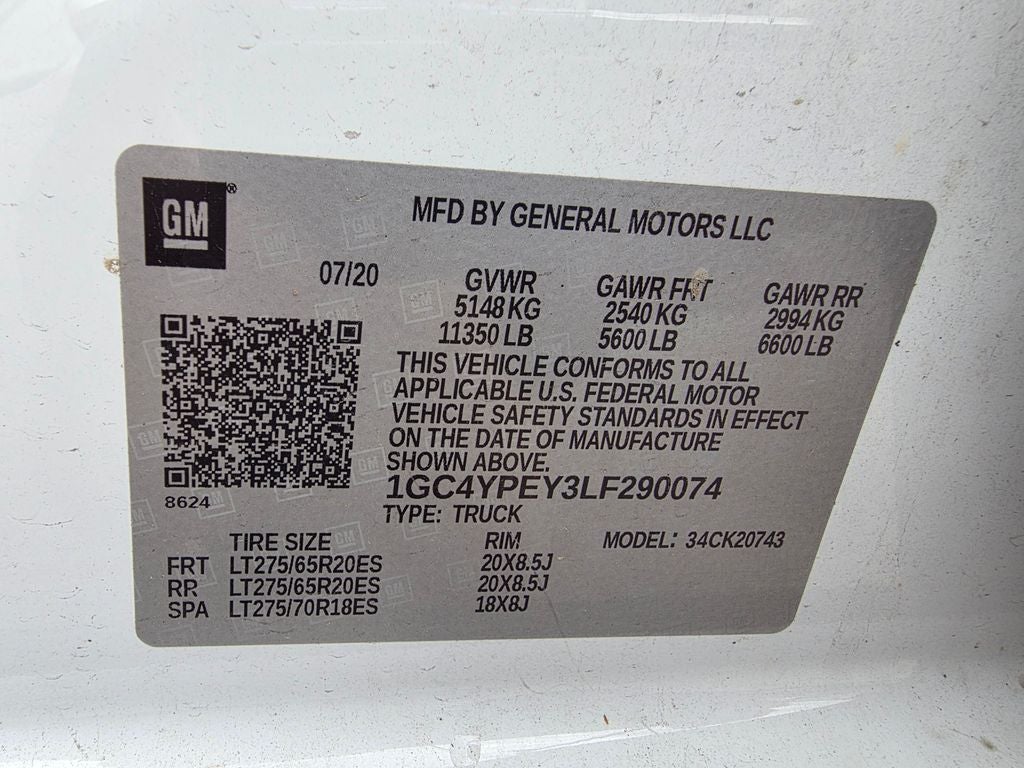 GM®
MFD BY GENERAL MOTORS LLC
07/20 GVWR GAWR FRT GAWR RR
5148 KG 2540 KG 2994 KG
11350 LB 5600 LB 6600 LB
THIS VEHICLE CONFORMS TO ALL
APPLICABLE U.S. FEDERAL MOTOR
VEHICLE SAFETY STANDARDS IN EFFECT
ON THE DATE OF MANUFACTURE
SHOWN ABOVE.
8624
1GC4YPEY3LF290074
TYPE: TRUCK
TIRE SIZE RIM MODEL: 34CK20743
FRT LT275/65R20ES 20X8.5J
RR LT275/65R20ES 20X8.5J
SPA LT275/70R18ES 18X8J